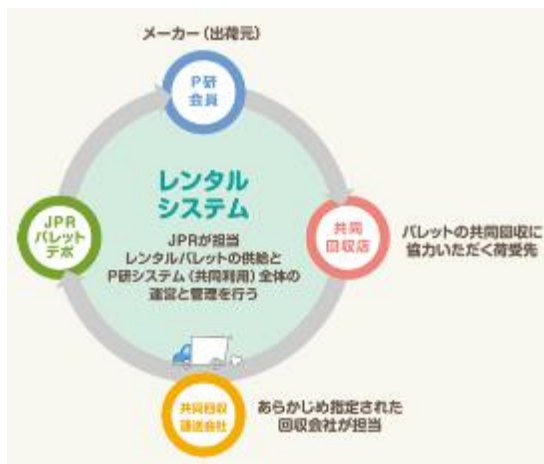 メーカー（出荷元）
P研
会員
レンタル
システム
JPRが担当
レンタルパレットの供給と
P研システム（共同利用）全体の
運営と管理を行う
JPR
パレット
デポ
共同
回収店
パレットの共同回収に
協力いただく荷受先
共同回収
運送会社
あらかじめ指定された
回収会社が担当